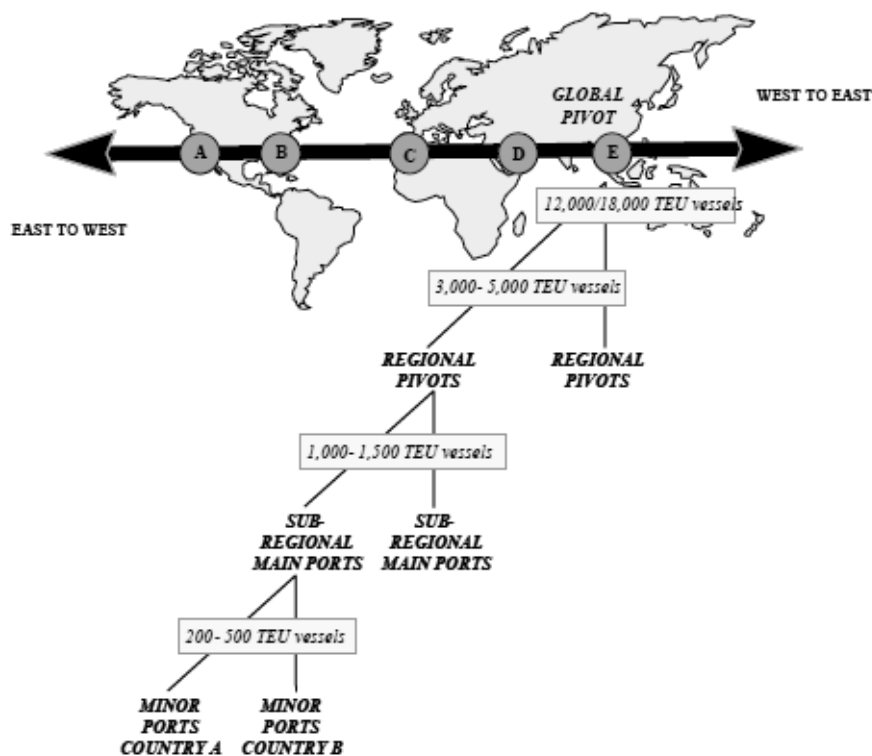 GLOBAL
PIVOT
WEST TO EAST
A
B
C
D
E
12,000/18,000 TEU vessels
EAST TO WEST
3,000- 5,000 TEU vessels
REGIONAL
PIVOTS
REGIONAL
PIVOTS
1,000- 1,500 TEU vessels
SUB-
REGIONAL
MAIN PORTS
SUB-
REGIONAL
MAIN PORTS
200- 500 TEU vessels
MINOR
PORTS
COUNTRY A
MINOR
PORTS
COUNTRY B